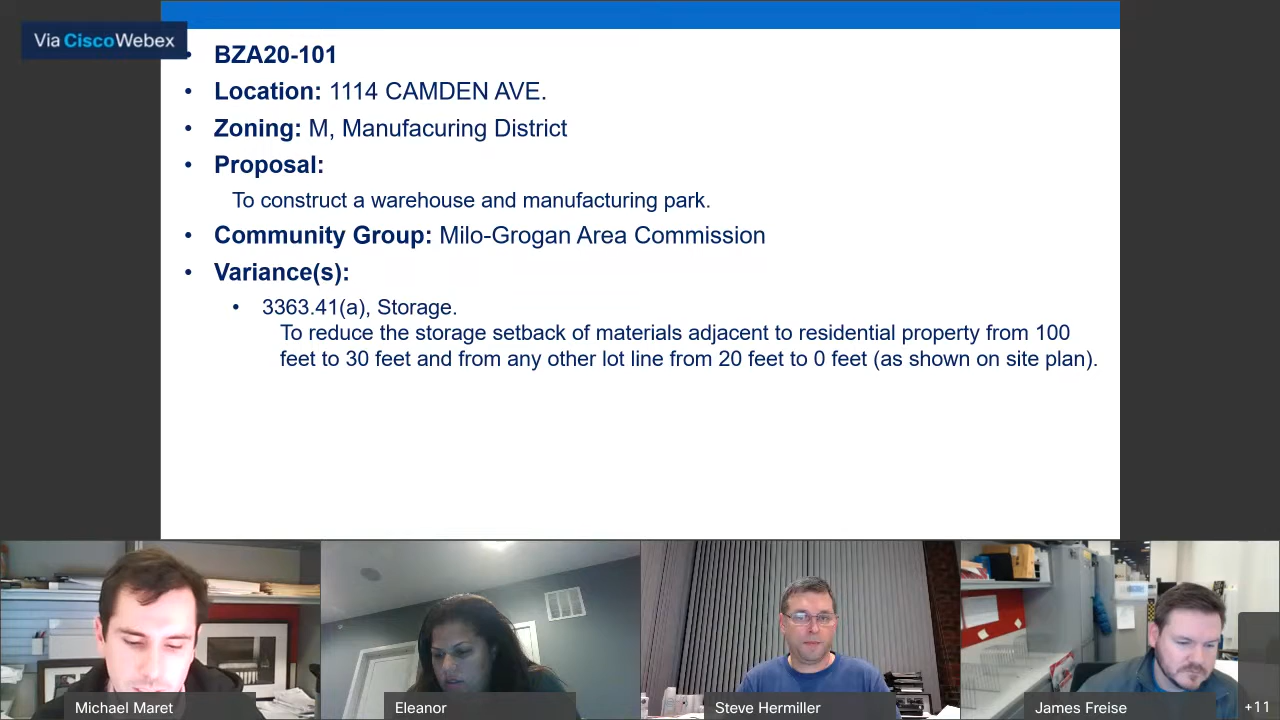 Via Cisco Webex
• BZA20-101
• Location: 1114 CAMDEN AVE.
• Zoning: M, Manufacuring District
• Proposal:
To construct a warehouse and manufacturing park.
• Community Group: Milo-Grogan Area Commission
• Variance(s):
• 3363.41(a), Storage.
To reduce the storage setback of materials adjacent to residential property from 100
feet to 30 feet and from any other lot line from 20 feet to 0 feet (as shown on site plan).
Michael Maret
Eleanor
Steve Hermiller
James Freise
+11